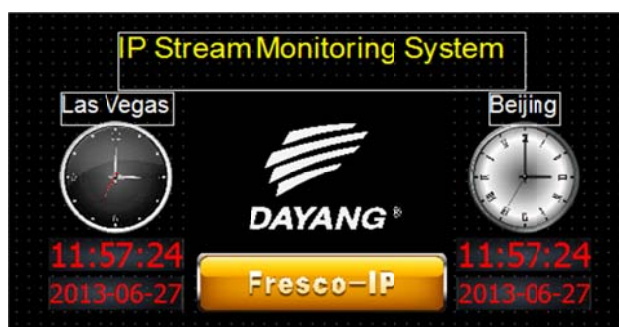 IP Stream Monitoring System
Las Vegas
Beijing
DAYANG®
11:57:24
11:57:24
Fresco-IP
2013-06-27
2013-06-27